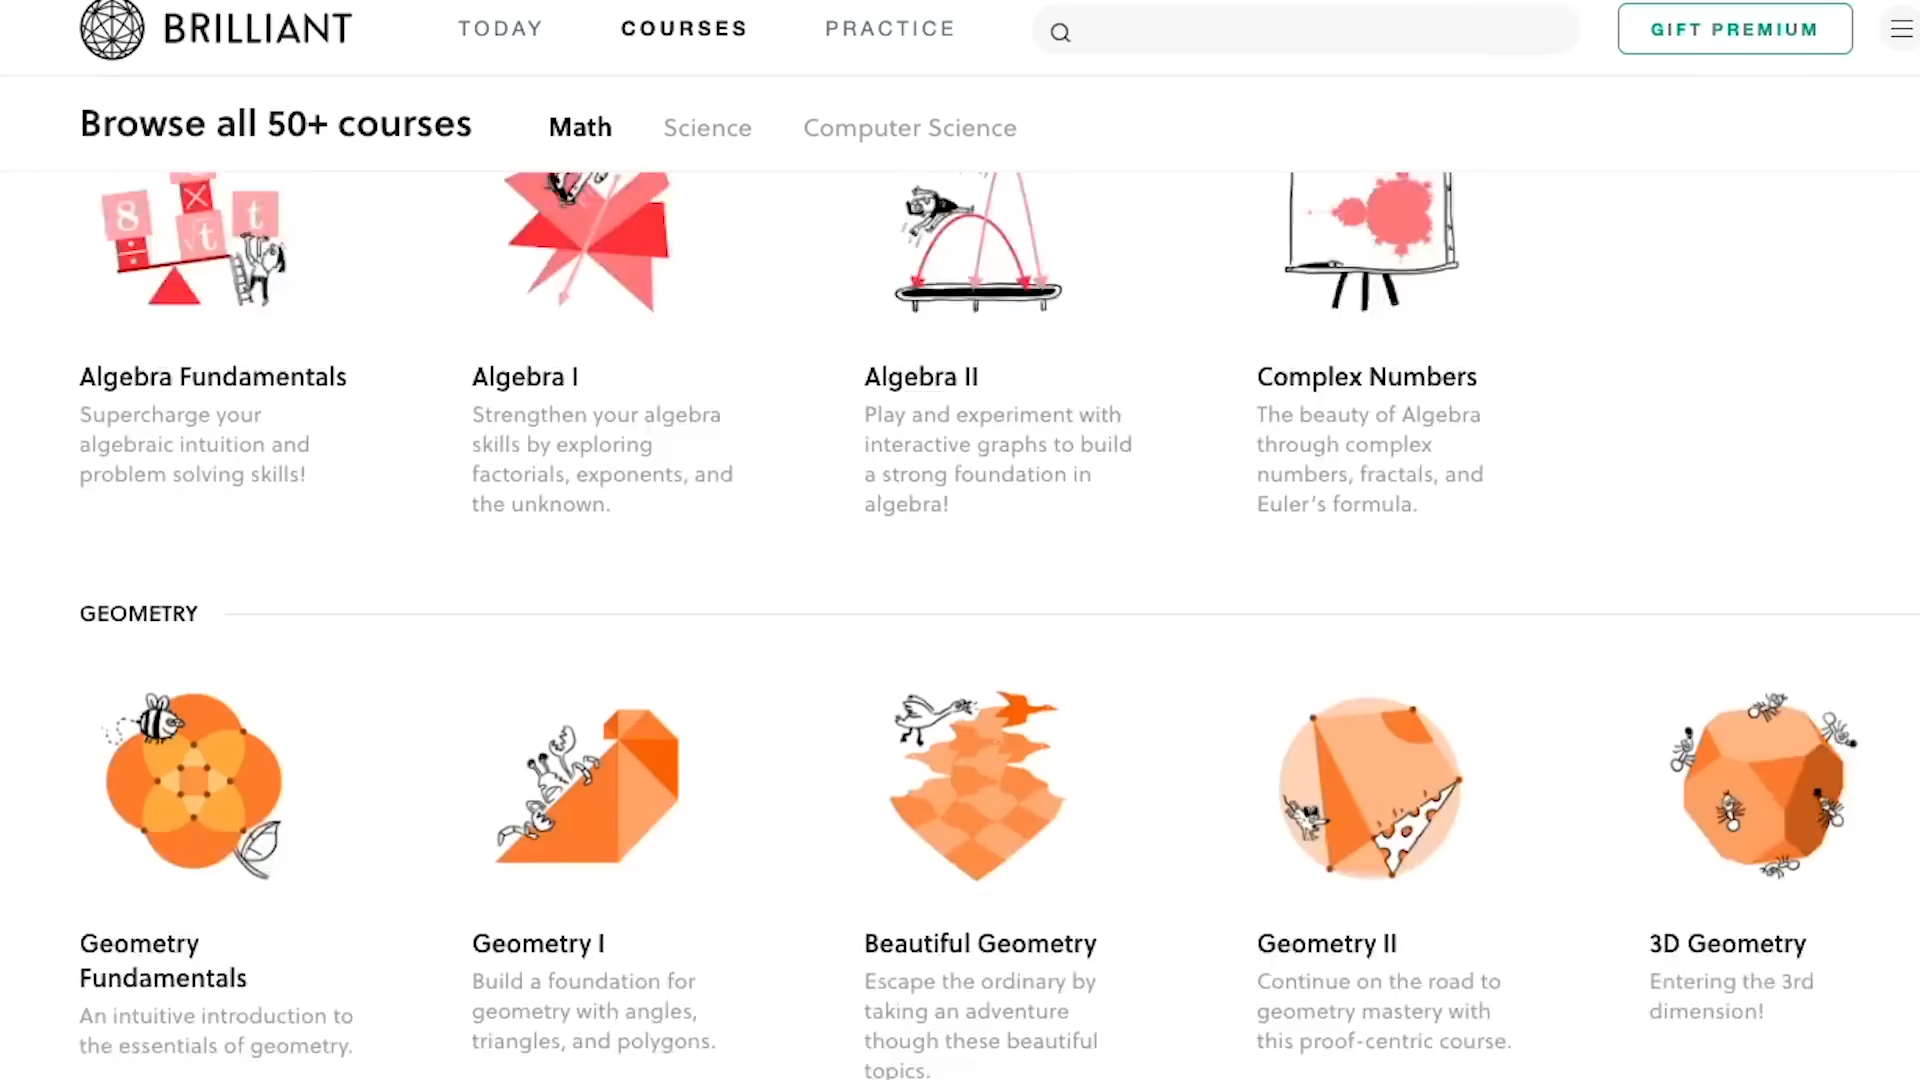 BRILLIANT
TODAY
COURSES
PRACTICE
GIFT PREMIUM
Browse all 50+ courses
Math
Science
Computer Science
8
√t
t
Algebra Fundamentals
Supercharge your
algebraic intuition and
problem solving skills!
Algebra I
Strengthen your algebra
skills by exploring
factorials, exponents, and
the unknown.
Algebra II
Play and experiment with
interactive graphs to build
a strong foundation in
algebra!
Complex Numbers
The beauty of Algebra
through complex
numbers, fractals, and
Euler's formula.
GEOMETRY
Geometry
Fundamentals
An intuitive introduction to
the essentials of geometry.
Geometry I
Build a foundation for
geometry with angles,
triangles, and polygons.
Beautiful Geometry
Escape the ordinary by
taking an adventure
though these beautiful
topics.
Geometry II
Continue on the road to
geometry mastery with
this proof-centric course.
3D Geometry
Entering the 3rd
dimension!